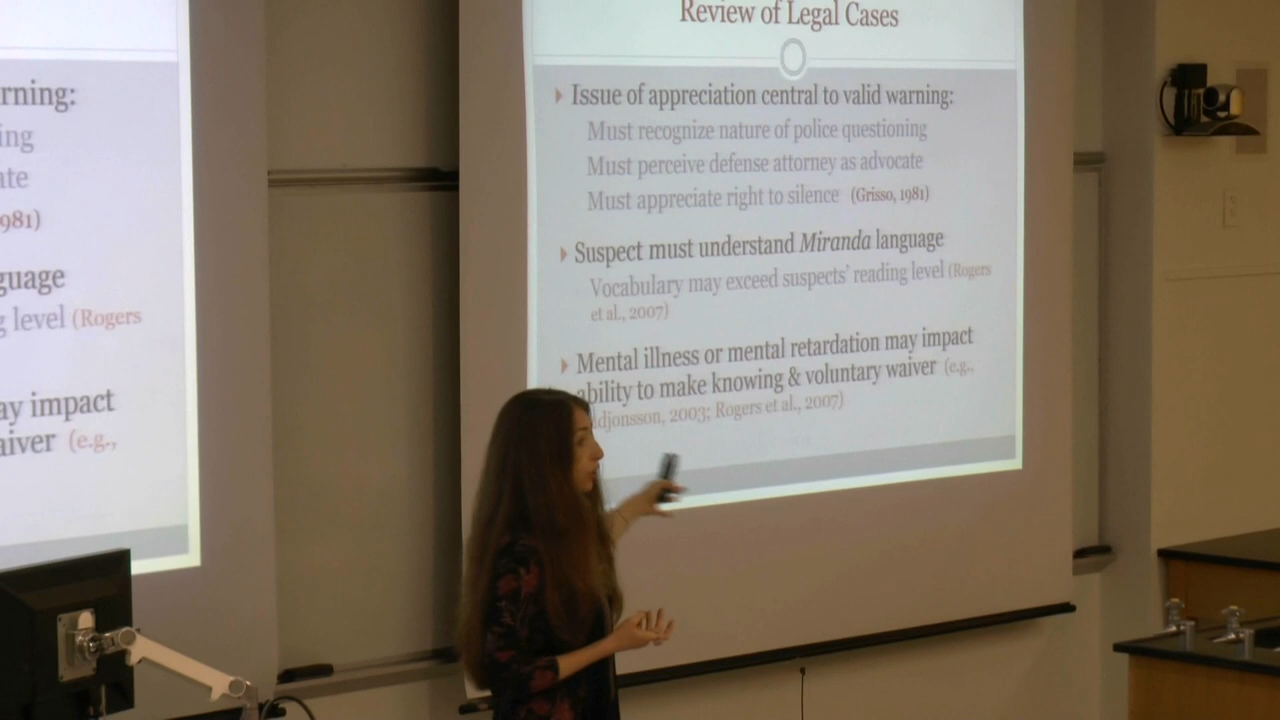 rning:
ing
ate
981)
guage
g level (Rogers
ay impact
aiver (e.g.,
Review of Legal Cases
Issue of appreciation central to valid warning:
Must recognize nature of police questioning
Must perceive defense attorney as advocate
Must appreciate right to silence (Grisso, 1981)
Suspect must understand Miranda language
Vocabulary may exceed suspects' reading level (Rogers
et al., 2007)
Mental illness or mental retardation may impact
ability to make knowing & voluntary waiver (e.g.,
djonsson, 2003; Rogers et al., 2007)